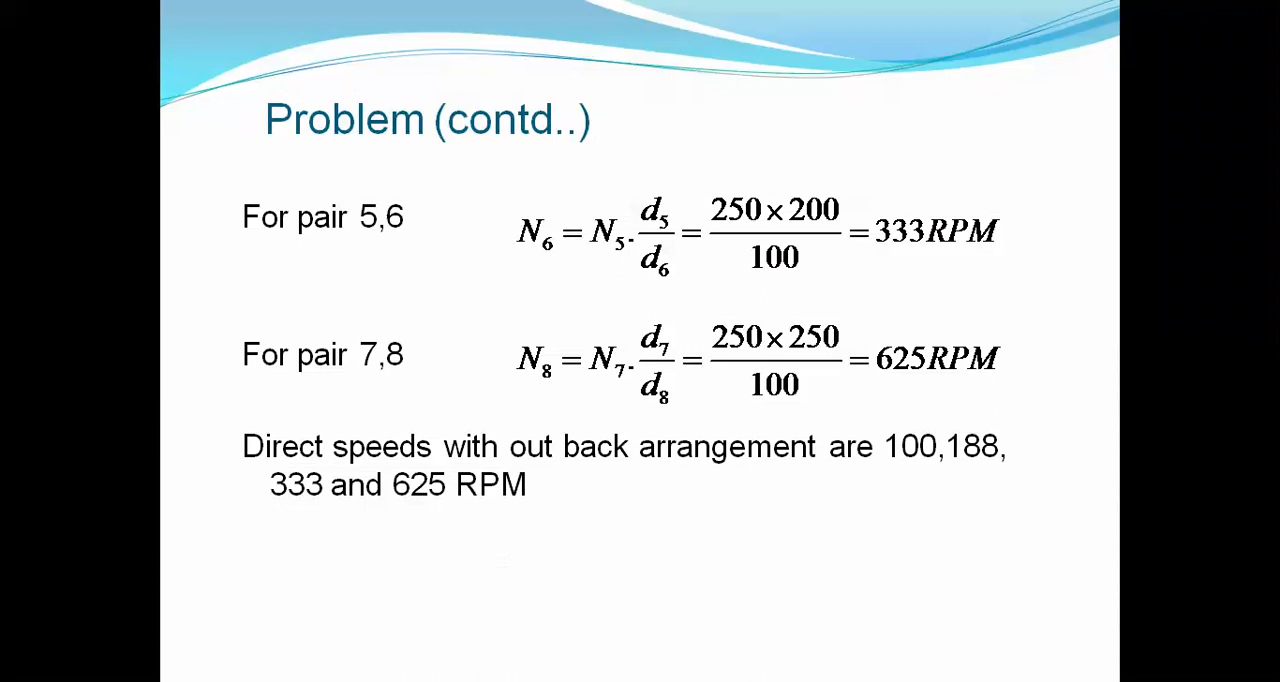 Problem (contd..)
For pair 5,6 N₆ = N₅. d₅/d₆ = 250×200/100 = 333RPM
For pair 7,8 N₈ = N₇. d₇/d₈ = 250×250/100 = 625RPM
Direct speeds with out back arrangement are 100,188,
333 and 625 RPM